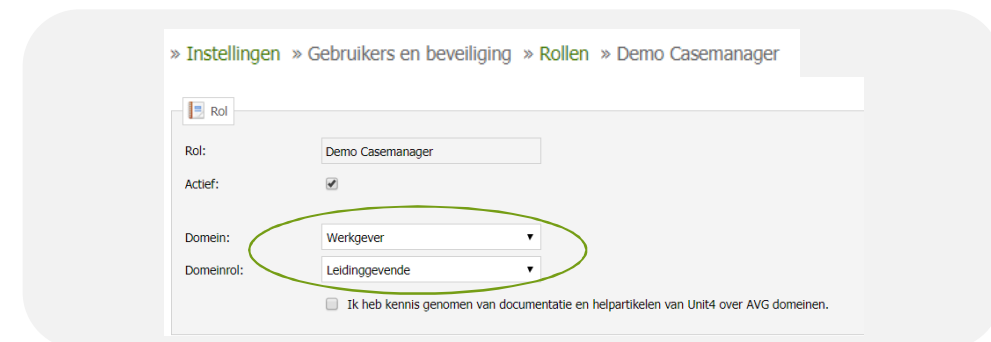 » Instellingen » Gebruikers en beveiliging » Rollen » Demo Casemanager
Rol
Rol: Demo Casemanager
Actief:
Domein: Werkgever
Domeinrol: Leidinggevende
Ik heb kennis genomen van documentatie en helpartikelen van Unit4 over AVG domeinen.